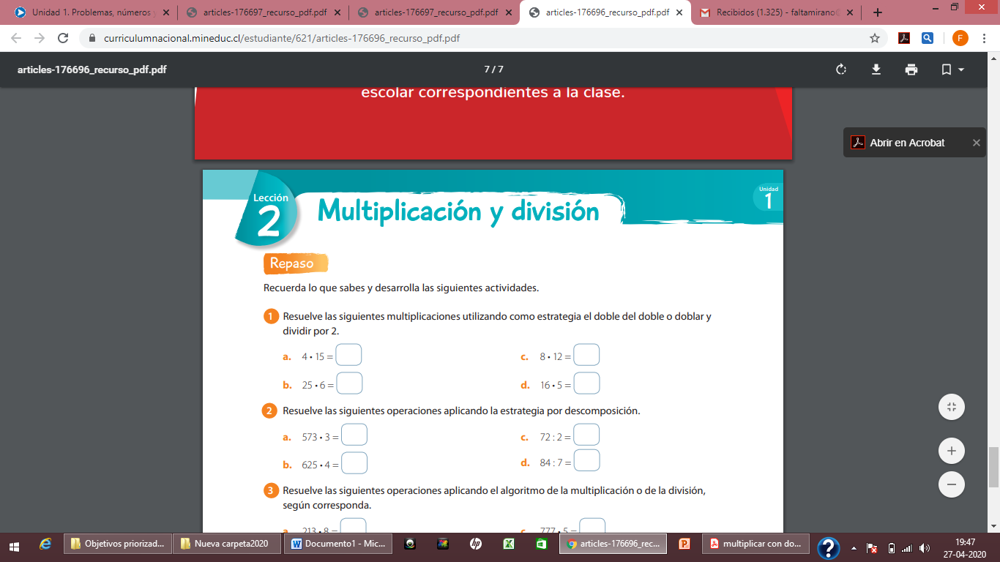 Unidad 1. Problemas, números y
articles-176697_recurso_pdf.pdf
articles-176697_recurso_pdf.pdf
articles-176696_recurso_pdf.pdf
Recibidos (1.325) - faltamirano
curriculumnacional.mineduc.cl/estudiante/621/articles-176696_recurso_pdf.pdf
F
articles-176696_recurso_pdf.pdf
7 / 7
escolar correspondientes a la clase.
Abrir en Acrobat
Lección
2
Multiplicación y división
Unidad
1
Repaso
Recuerda lo que sabes y desarrolla las siguientes actividades.
1 Resuelve las siguientes multiplicaciones utilizando como estrategia el doble del doble o doblar y
dividir por 2.
a. 4 • 15 =
c. 8 • 12 =
b. 25 • 6 =
d. 16 • 5 =
2 Resuelve las siguientes operaciones aplicando la estrategia por descomposición.
a. 573 • 3 =
c. 72 : 2 =
b. 625 • 4 =
d. 84 : 7 =
3 Resuelve las siguientes operaciones aplicando el algoritmo de la multiplicación o de la división,
según corresponda.
a. 213 • 8 =
c. 777 • 5 =
Objetivos priorizad...
Nueva carpeta2020
Documento1 - Mic...
articles-176696_rec...
multiplicar con do...
19:47
27-04-2020